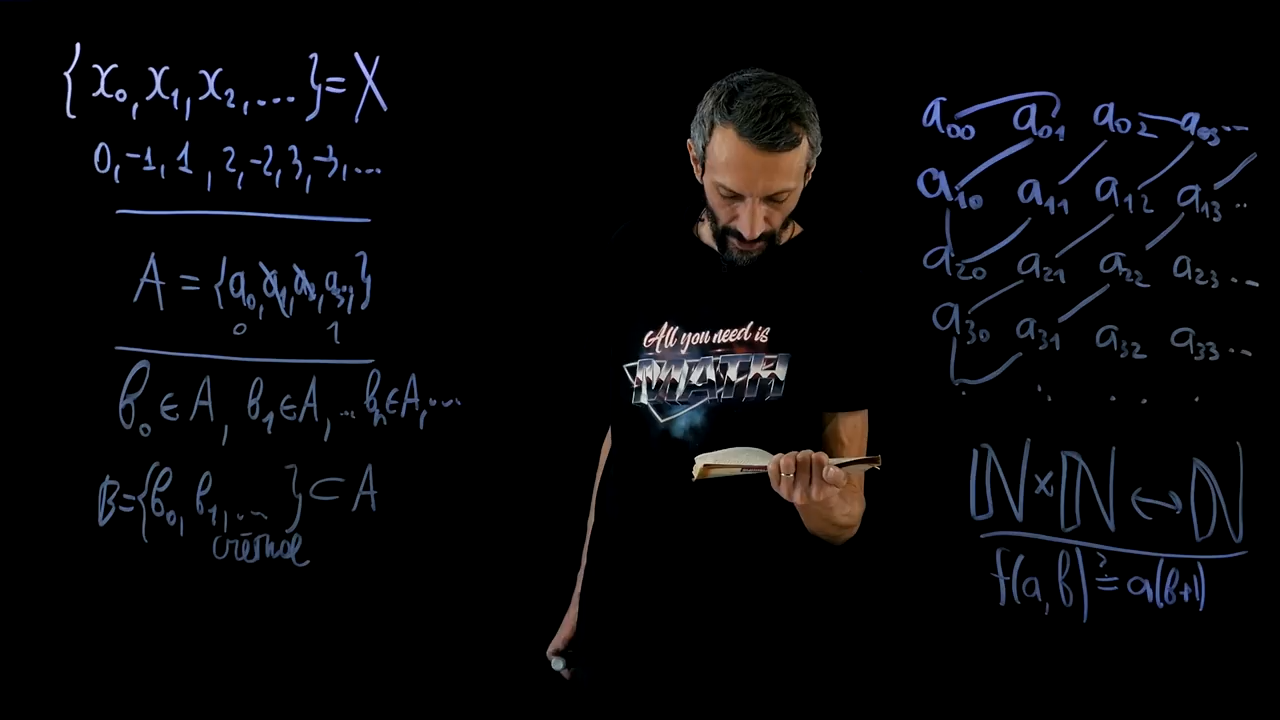 {x₀, x₁, x₂, ... } = X
0, -1, 1, 2, -2, 3, -3, ...
A = {a₀, a₁, a₂, a₃, ...}
0 1
b₀ ∈ A, b₁ ∈ A, ... bₙ ∈ A, ...
B = {b₀, b₁, ... } ⊂ A
счётное
All you need is
MATH
a₀₀ a₀₁ a₀₂ a₀₃ ...
a₁₀ a₁₁ a₁₂ a₁₃ ..
a₂₀ a₂₁ a₂₂ a₂₃ ...
a₃₀ a₃₁ a₃₂ a₃₃ ...
ℕ × ℕ ↔ ℕ
f(a, b) ≟ a(b+1)